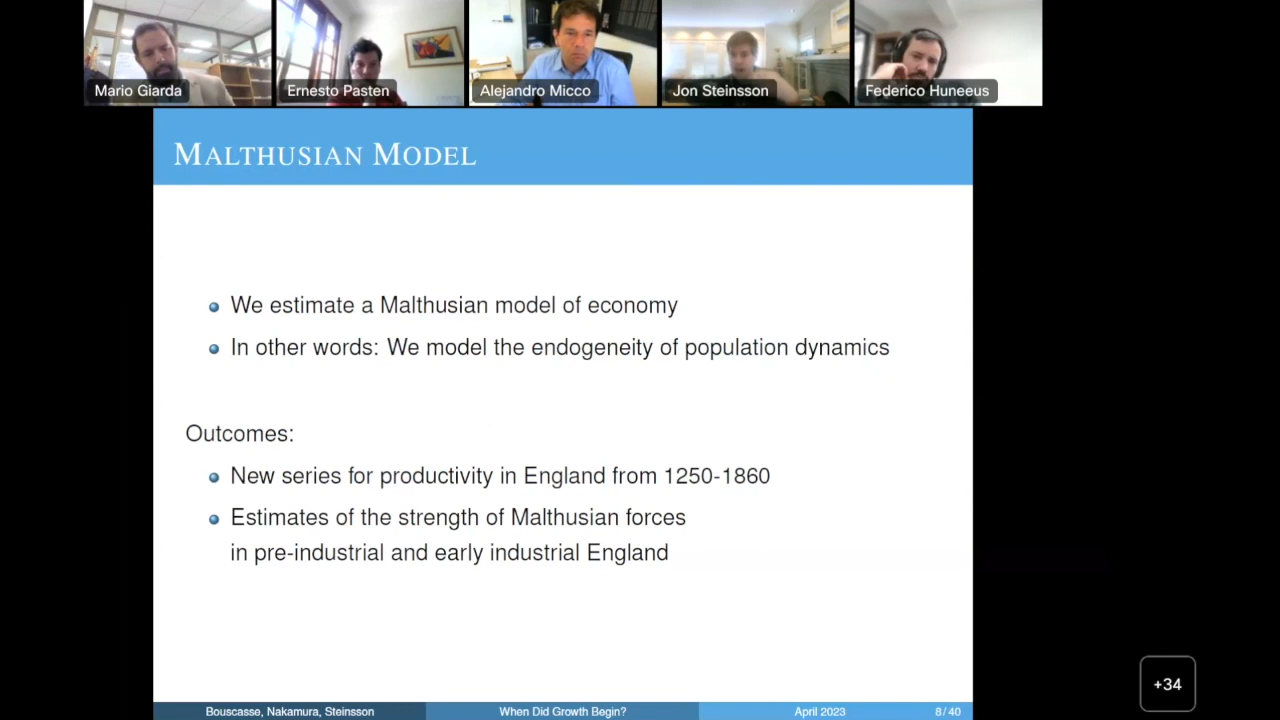 Mario Giarda
Ernesto Pasten
Alejandro Micco
Jon Steinsson
Federico Huneeus
MALTHUSIAN MODEL
We estimate a Malthusian model of economy
In other words: We model the endogeneity of population dynamics
Outcomes:
New series for productivity in England from 1250-1860
Estimates of the strength of Malthusian forces
in pre-industrial and early industrial England
Bouscasse, Nakamura, Steinsson
When Did Growth Begin?
April 2023
8 / 40
+34